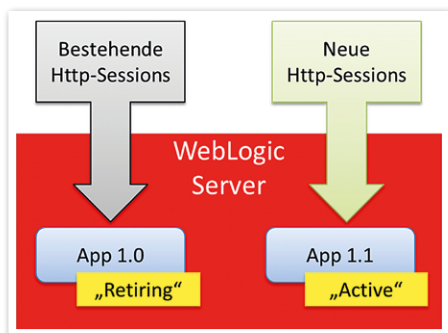 Bestehende
Http-Sessions
Neue
Http-Sessions
WebLogic
Server
App 1.0
„Retiring“
App 1.1
„Active“